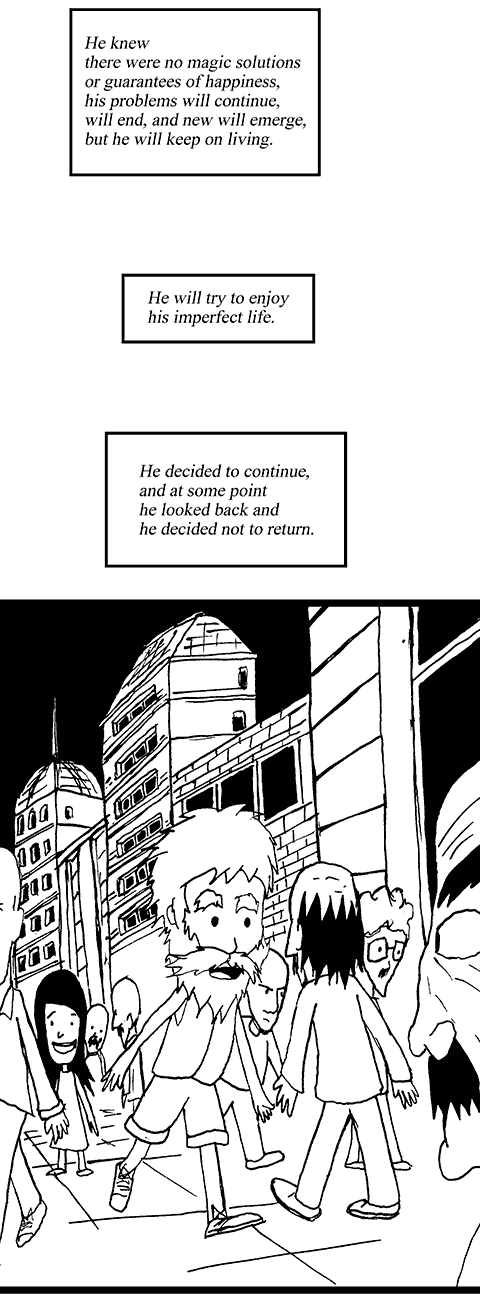 He knew
there were no magic solutions
or guarantees of happiness,
his problems will continue,
will end, and new will emerge,
but he will keep on living.
He will try to enjoy
his imperfect life.
He decided to continue,
and at some point
he looked back and
he decided not to return.